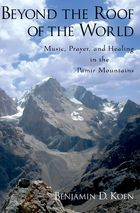 BEYOND THE ROOF
OF THE WORLD
Music, Prayer, and Healing
in the
Pamir Mountains
BENJAMIN D. KOEN